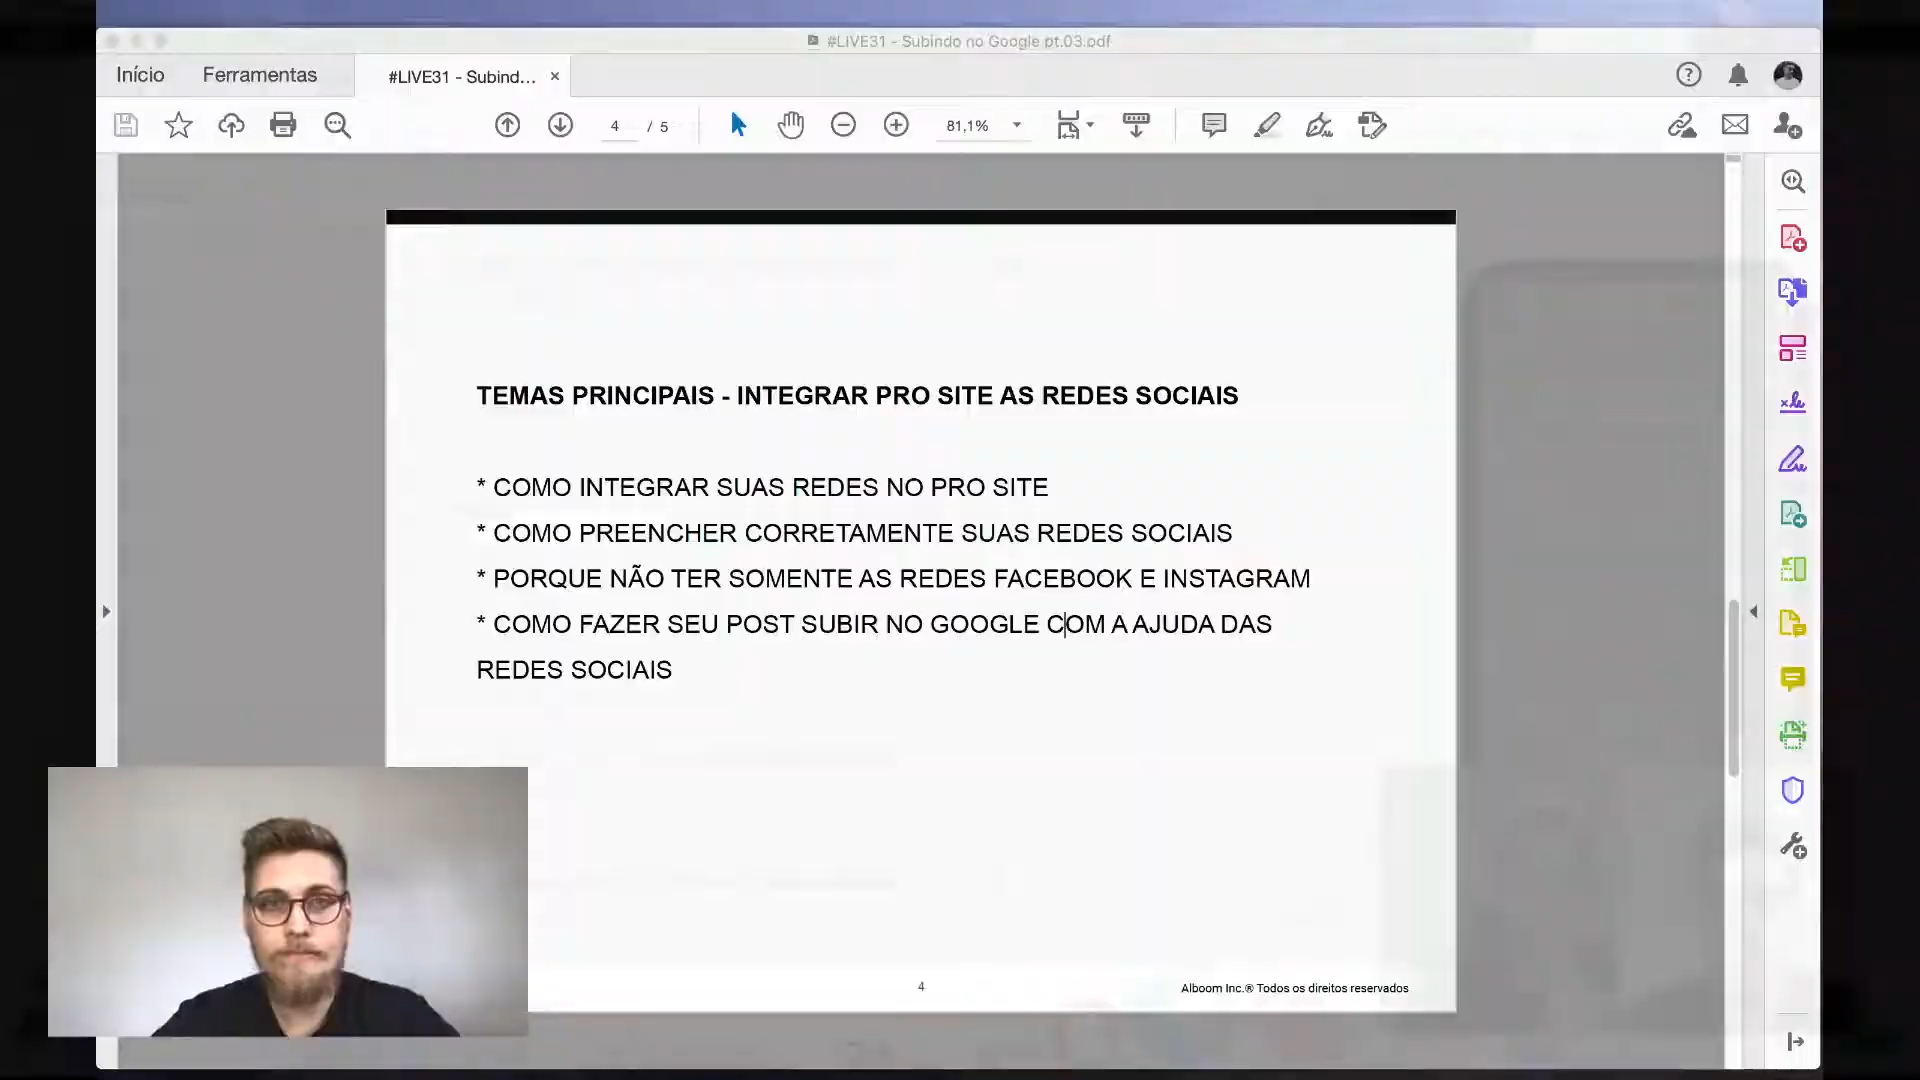 #LIVE31 - Subindo no Google pt.03.pdf
Início Ferramentas #LIVE31 - Subind... ×
4 / 5 81,1%
TEMAS PRINCIPAIS - INTEGRAR PRO SITE AS REDES SOCIAIS
* COMO INTEGRAR SUAS REDES NO PRO SITE
* COMO PREENCHER CORRETAMENTE SUAS REDES SOCIAIS
* PORQUE NÃO TER SOMENTE AS REDES FACEBOOK E INSTAGRAM
* COMO FAZER SEU POST SUBIR NO GOOGLE COM A AJUDA DAS
REDES SOCIAIS
4 Alboom Inc.® Todos os direitos reservados